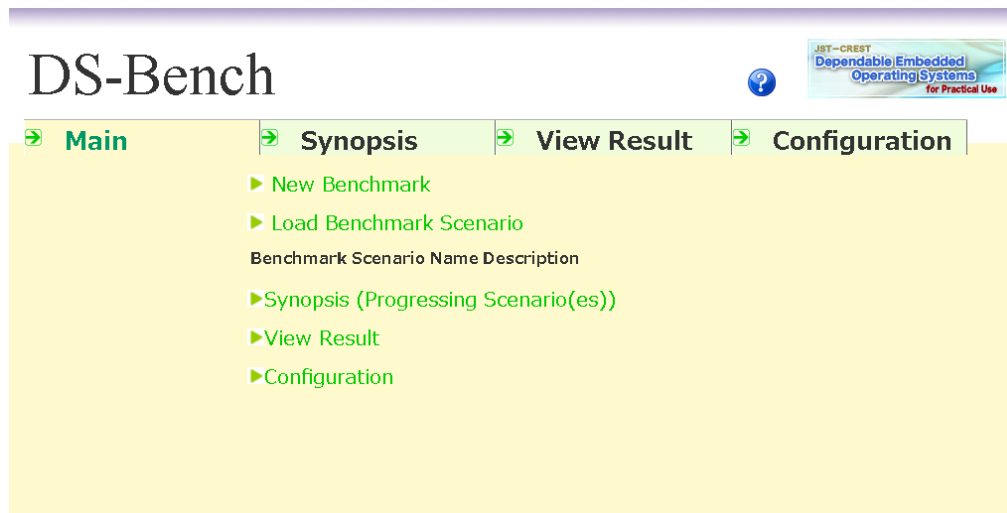 DS-Bench
?
JST-CREST
Dependable Embedded
Operating Systems
for Practical Use
Main Synopsis View Result Configuration
New Benchmark
Load Benchmark Scenario
Benchmark Scenario Name Description
Synopsis (Progressing Scenario(es))
View Result
Configuration